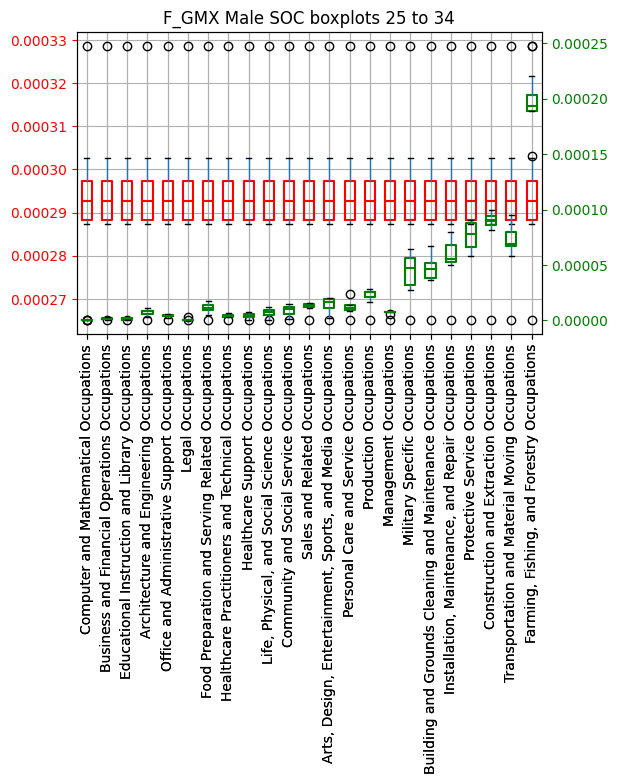 F_GMX Male SOC boxplots 25 to 34
0.00033
0.00032
0.00031
0.00030
0.00029
0.00028
0.00027
0.00025
0.00020
0.00015
0.00010
0.00005
0.00000
Computer and Mathematical Occupations
Business and Financial Operations Occupations
Educational Instruction and Library Occupations
Architecture and Engineering Occupations
Office and Administrative Support Occupations
Legal Occupations
Food Preparation and Serving Related Occupations
Healthcare Practitioners and Technical Occupations
Healthcare Support Occupations
Life, Physical, and Social Science Occupations
Community and Social Service Occupations
Sales and Related Occupations
Arts, Design, Entertainment, Sports, and Media Occupations
Personal Care and Service Occupations
Production Occupations
Management Occupations
Military Specific Occupations
Building and Grounds Cleaning and Maintenance Occupations
Installation, Maintenance, and Repair Occupations
Protective Service Occupations
Construction and Extraction Occupations
Transportation and Material Moving Occupations
Farming, Fishing, and Forestry Occupations